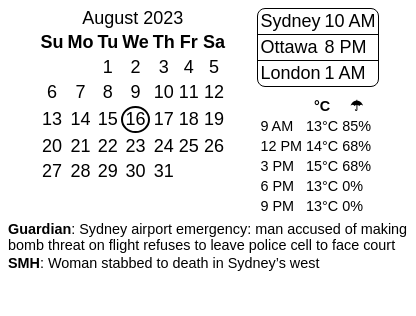 August 2023
Su Mo Tu We Th Fr Sa
1 2 3 4 5
6 7 8 9 10 11 12
13 14 15 16 17 18 19
20 21 22 23 24 25 26
27 28 29 30 31
Sydney 10 AM
Ottawa 8 PM
London 1 AM
°C ☂
9 AM 13°C 85%
12 PM 14°C 68%
3 PM 15°C 68%
6 PM 13°C 0%
9 PM 13°C 0%
Guardian: Sydney airport emergency: man accused of making
bomb threat on flight refuses to leave police cell to face court
SMH: Woman stabbed to death in Sydney’s west